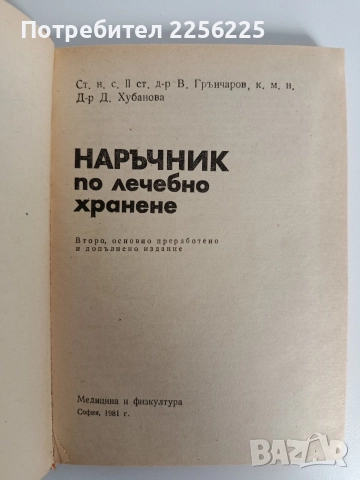 Потребител 2256225
Ст. н. с. II ст. д-р В. Грънчаров, к. м. н.
Д-р Д. Хубанова
НАРЪЧНИК
по лечебно
хранене
Второ, основно преработено
и допълнено издание
Медицина и физкултура
София, 1981 г.
bazar